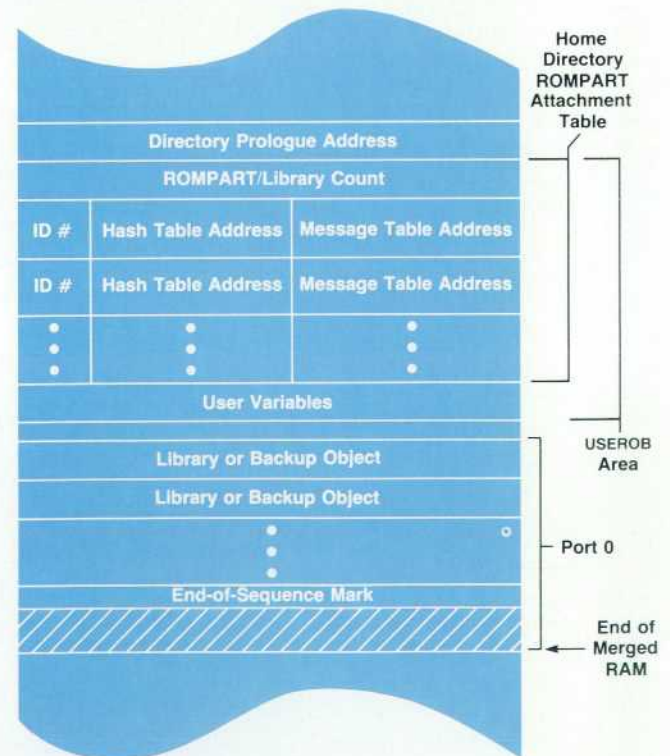 Home
Directory
ROMPART
Attachment
Table
Directory Prologue Address
ROMPART/Library Count
ID # Hash Table Address Message Table Address
ID # Hash Table Address Message Table Address
User Variables
USEROB
Area
Library or Backup Object
Library or Backup Object
Port 0
End-of-Sequence Mark
End of
Merged
RAM